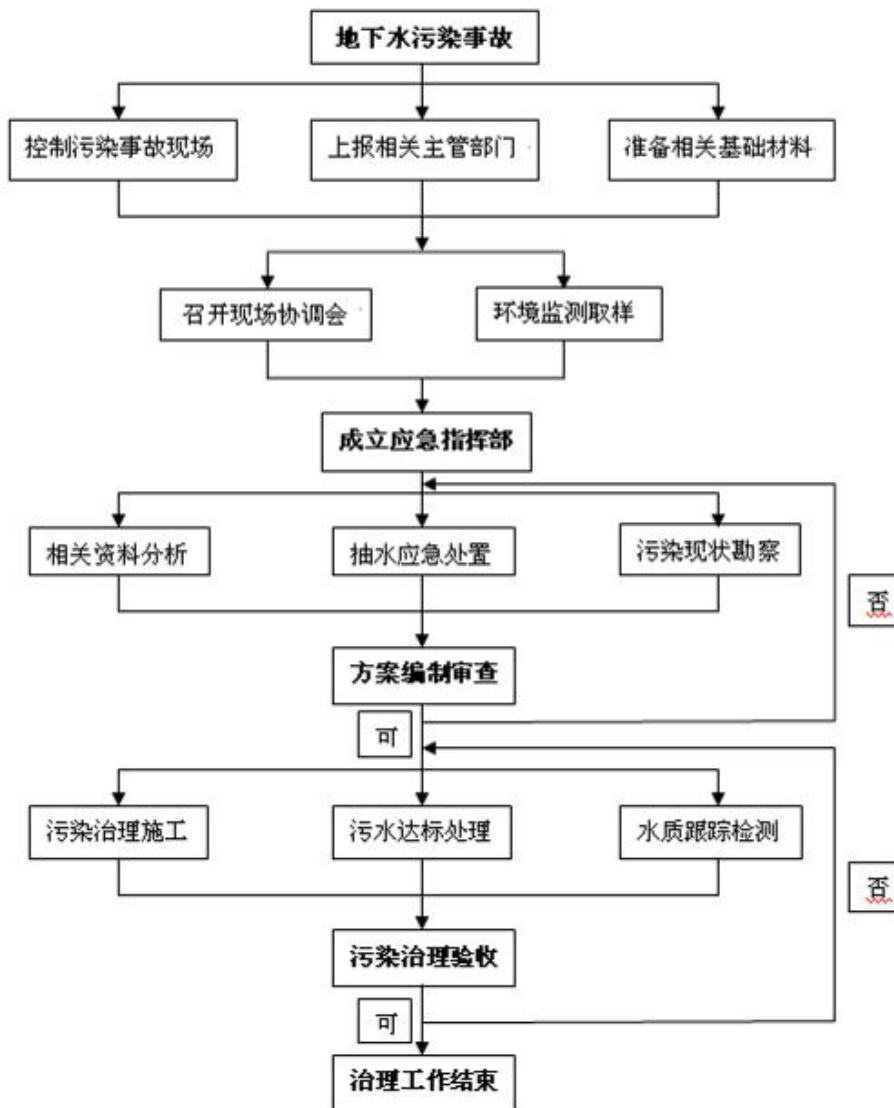 地下水污染事故
控制污染事故现场
上报相关主管部门
准备相关基础材料
召开现场协调会
环境监测取样
成立应急指挥部
相关资料分析
抽水应急处置
污染现状勘察
否
方案编制审查
可
污染治理施工
污水达标处理
水质跟踪检测
否
污染治理验收
可
治理工作结束